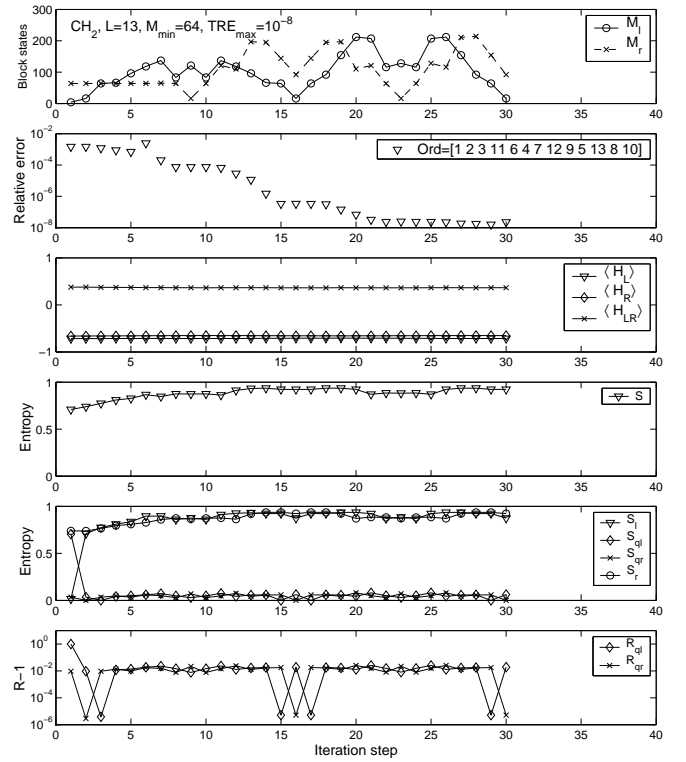 CH2, L=13, Mmin=64, TREmax=10−8
Ml
Mr
Block states
300
200
100
0
0 5 10 15 20 25 30 35 40
Ord=[1 2 3 11 6 4 7 12 9 5 13 8 10]
Relative error
10−2
10−4
10−6
10−8
0 5 10 15 20 25 30 35 40
⟨ HL⟩
⟨ HR⟩
⟨ HLR⟩
1
0
−1
0 5 10 15 20 25 30 35 40
S
Entropy
1
0.5
0
0 5 10 15 20 25 30 35 40
Sl
Sql
Sqr
Sr
Entropy
1
0.5
0
0 5 10 15 20 25 30 35 40
Rql
Rqr
R−1
100
10−2
10−4
10−6
0 5 10 15 20 25 30 35 40
Iteration step